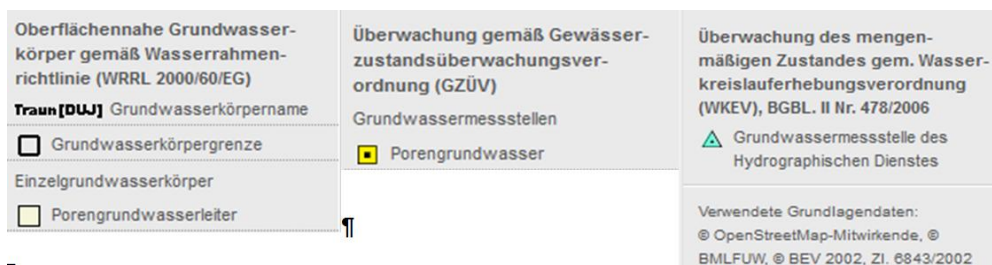 Oberflächennahe Grundwasser-
körper gemäß Wasserrahmen-
richtlinie (WRRL 2000/60/EG)
Traun[DUJ] Grundwasserkörpername
Grundwasserkörpergrenze
Einzelgrundwasserkörper
Porengrundwasserleiter
Überwachung gemäß Gewässer-
zustandsüberwachungsver-
ordnung (GZÜV)
Grundwassermessstellen
Porengrundwasser
¶
Überwachung des mengen-
mäßigen Zustandes gem. Wasser-
kreislauferhebungsverordnung
(WKEV), BGBL. II Nr. 478/2006
Grundwassermessstelle des
Hydrographischen Dienstes
Verwendete Grundlagendaten:
© OpenStreetMap-Mitwirkende, ©
BMLFUW, © BEV 2002, Zl. 6843/2002